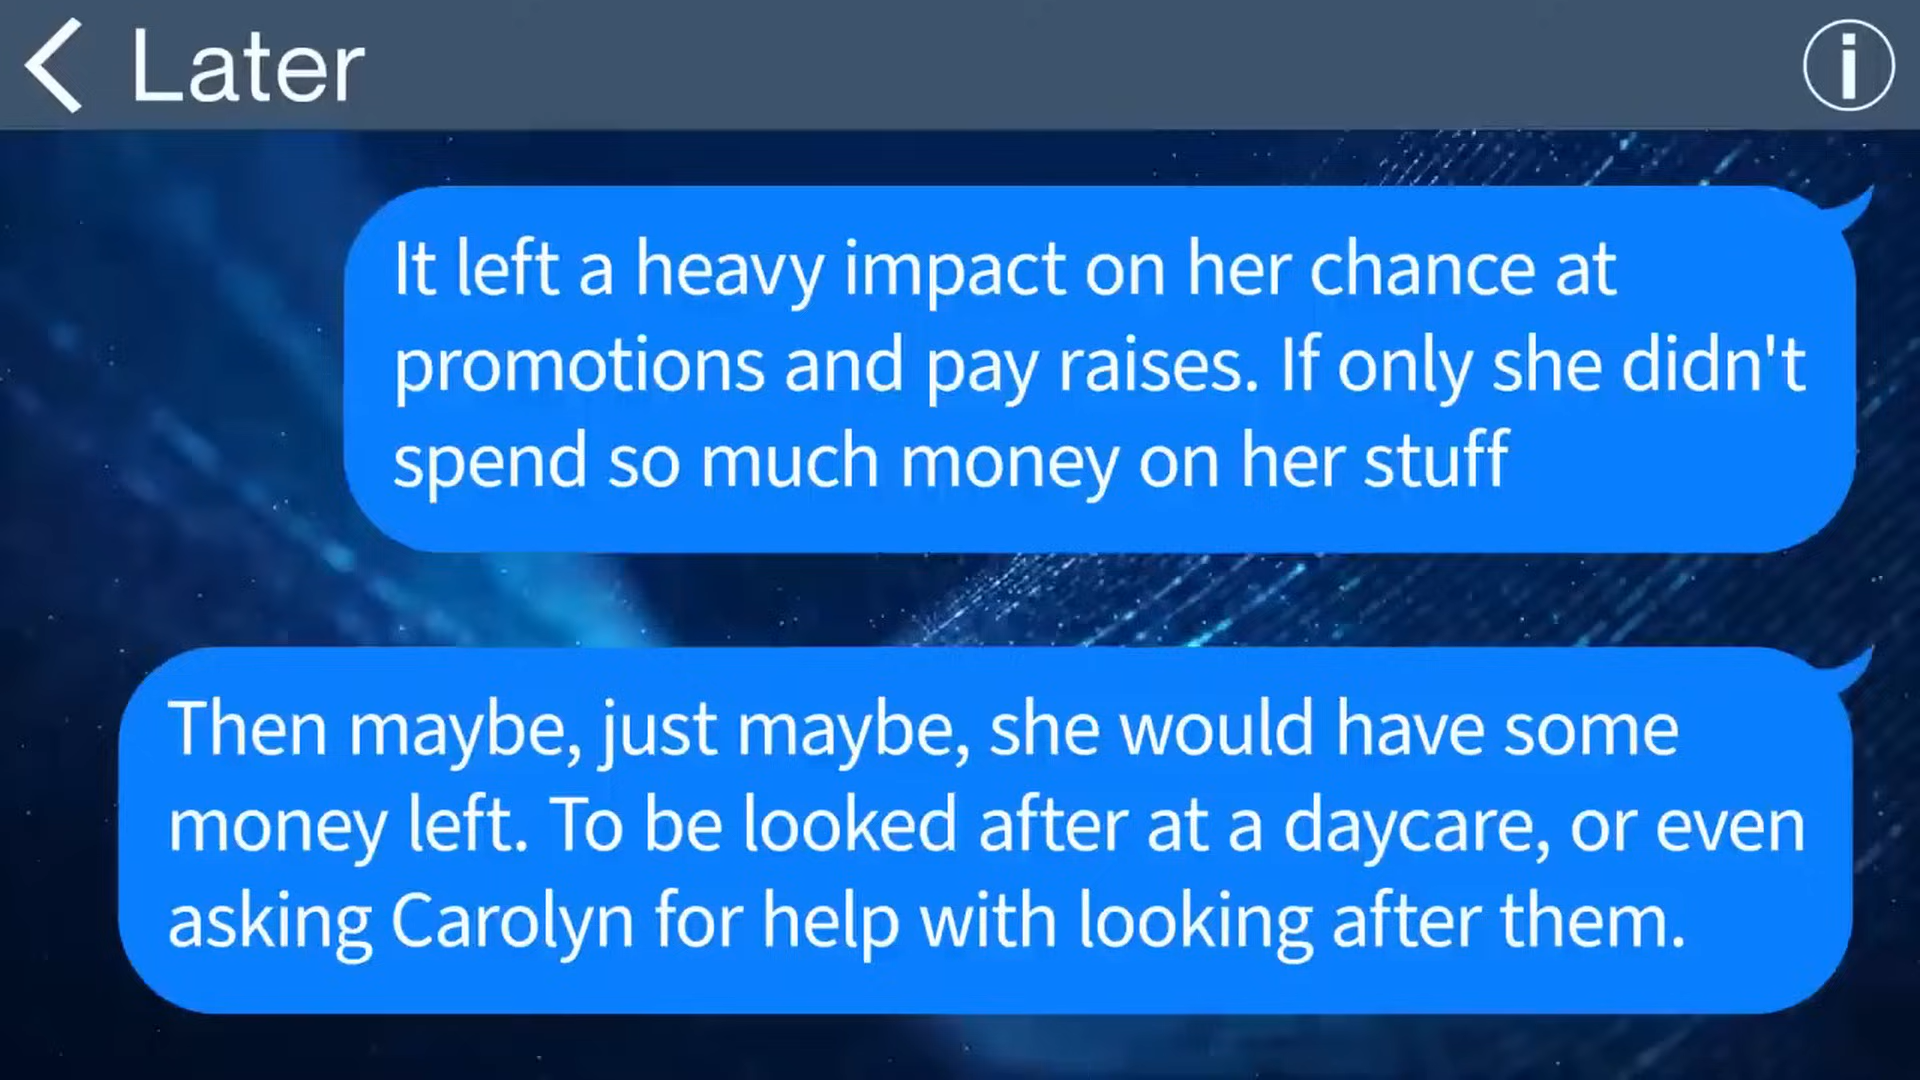 Later
It left a heavy impact on her chance at
promotions and pay raises. If only she didn't
spend so much money on her stuff
Then maybe, just maybe, she would have some
money left. To be looked after at a daycare, or even
asking Carolyn for help with looking after them.